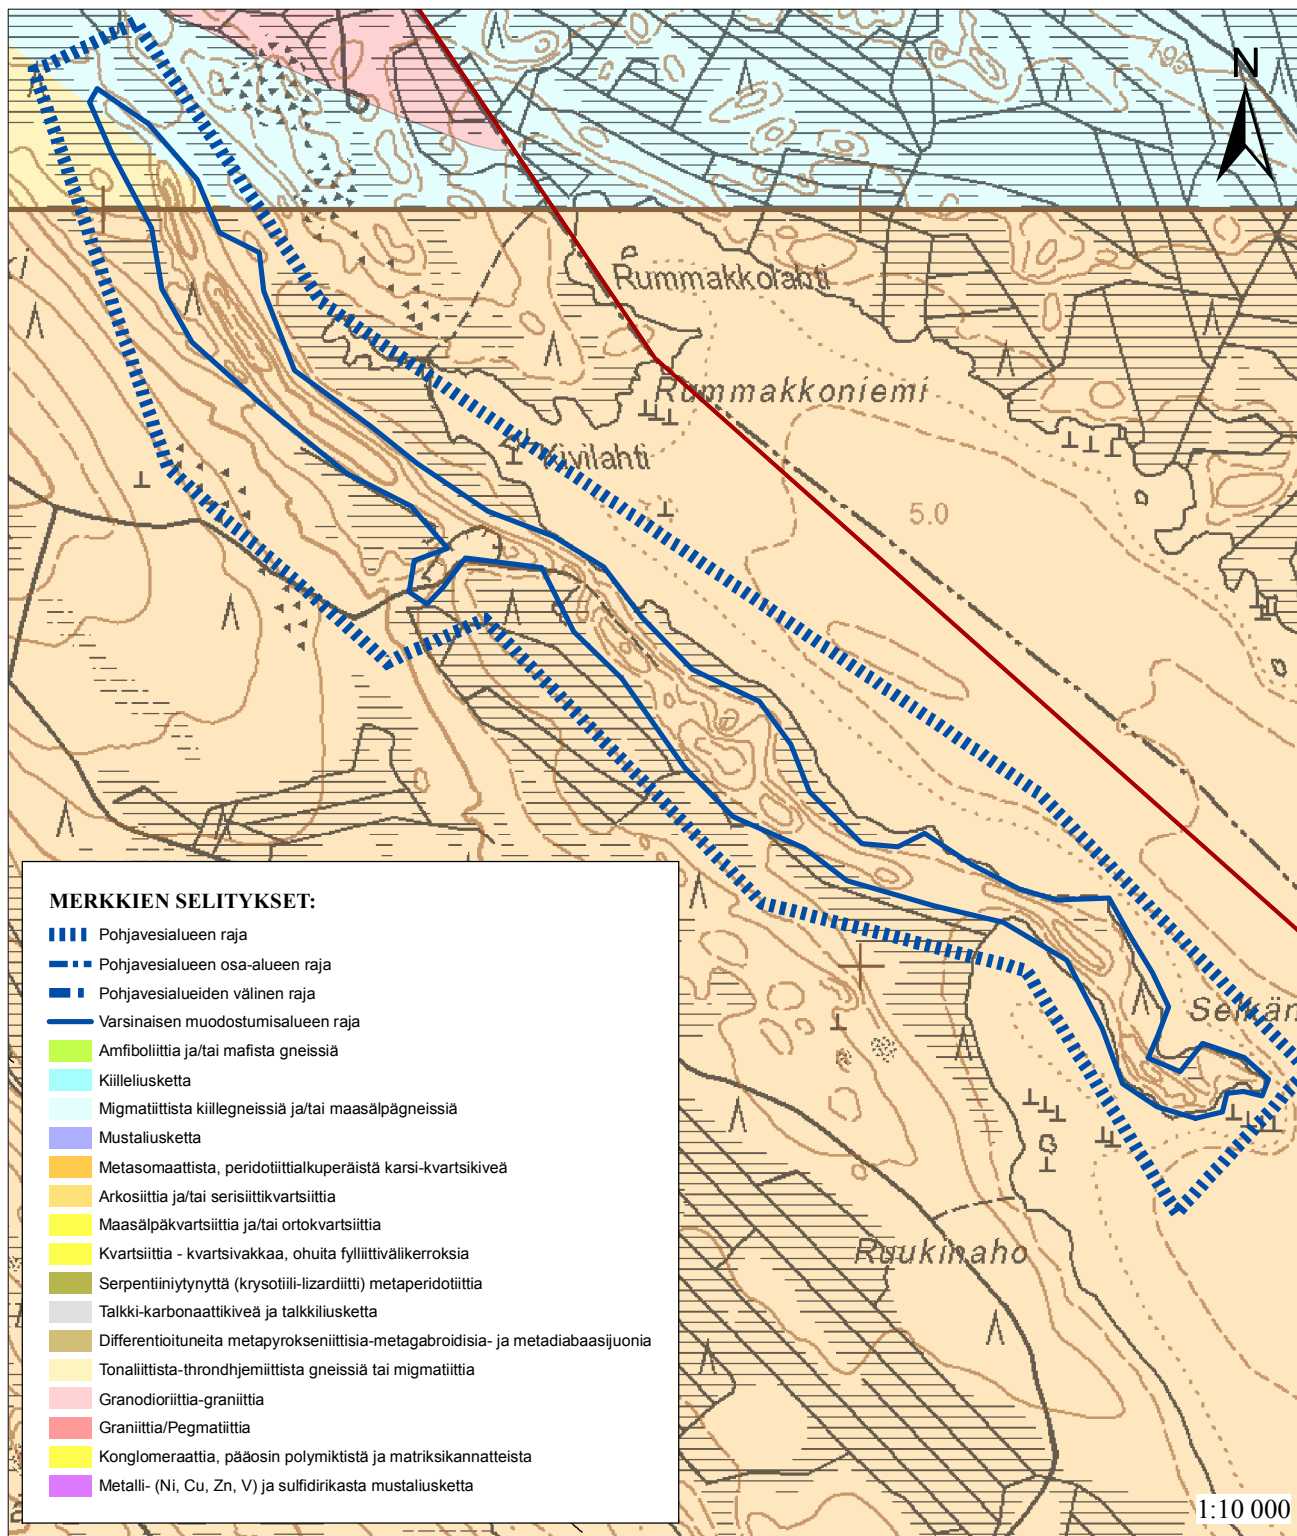 195
N
Rummakkolahti
Rummakkoniemi
Kivilahti
5.0
Selkän
Ruukinaho
MERKKIEN SELITYKSET:
Pohjavesialueen raja
Pohjavesialueen osa-alueen raja
Pohjavesialueiden välinen raja
Varsinaisen muodostumisalueen raja
Amfiboliittia ja/tai mafista gneissiä
Kiilleliusketta
Migmatiittista kiillegneissiä ja/tai maasälpägneissiä
Mustaliusketta
Metasomaattista, peridotiittialkuperäistä karsi-kvartsikiveä
Arkosiittia ja/tai serisiittikvartsiittia
Maasälpäkvartsiittia ja/tai ortokvartsiittia
Kvartsiittia - kvartsivakkaa, ohuita fylliittivälikerroksia
Serpentiiniytynyttä (krysotiili-lizardiitti) metaperidotiittia
Talkki-karbonaattikiveä ja talkkiliusketta
Differentioituneita metapyrokseniittisia-metagabroidisia- ja metadiabaasijuonia
Tonaliittista-throndhjemiittista gneissiä tai migmatiittia
Granodioriittia-graniittia
Graniittia/Pegmatiittia
Konglomeraattia, pääosin polymiktistä ja matriksikannatteista
Metalli- (Ni, Cu, Zn, V) ja sulfidirikasta mustaliusketta
1:10 000